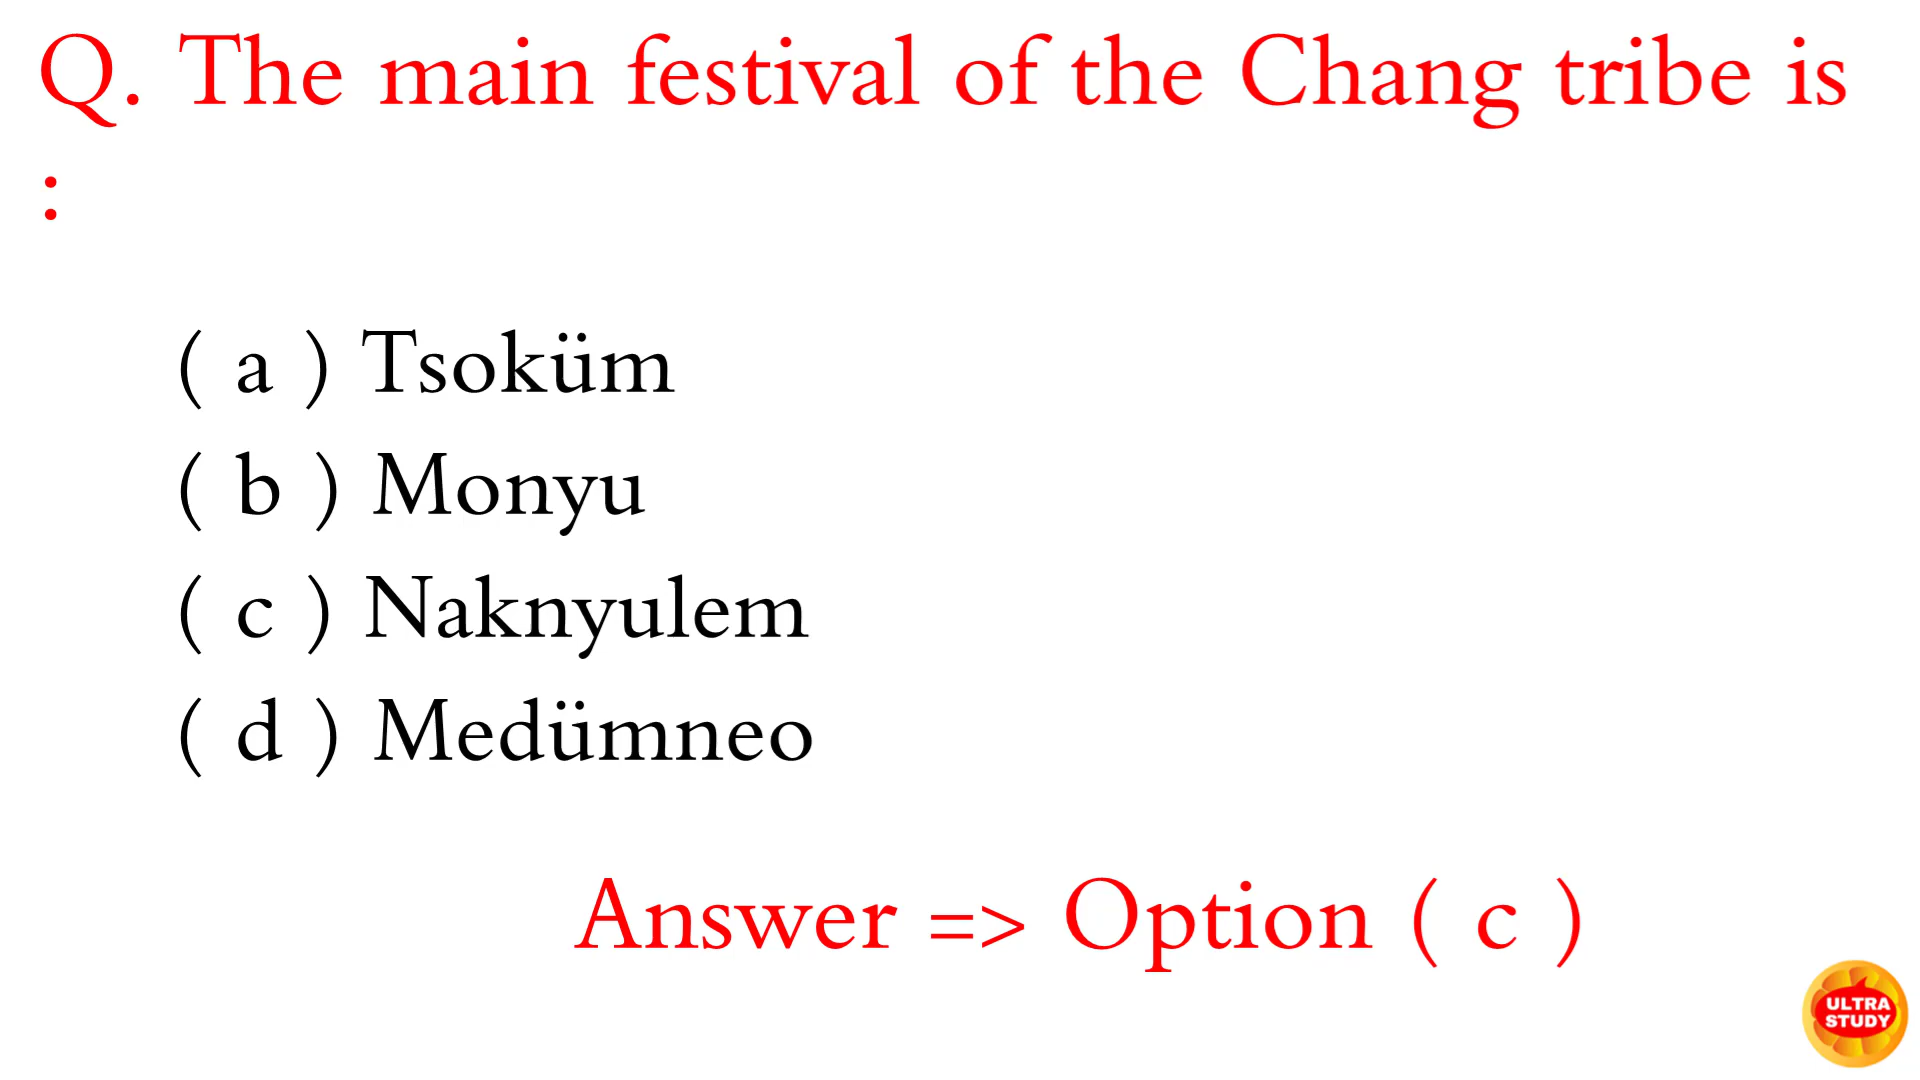 Q. The main festival of the Chang tribe is
:
( a ) Tsoküm
( b ) Monyu
( c ) Naknyulem
( d ) Medümneo
Answer => Option ( c )
ULTRA
STUDY